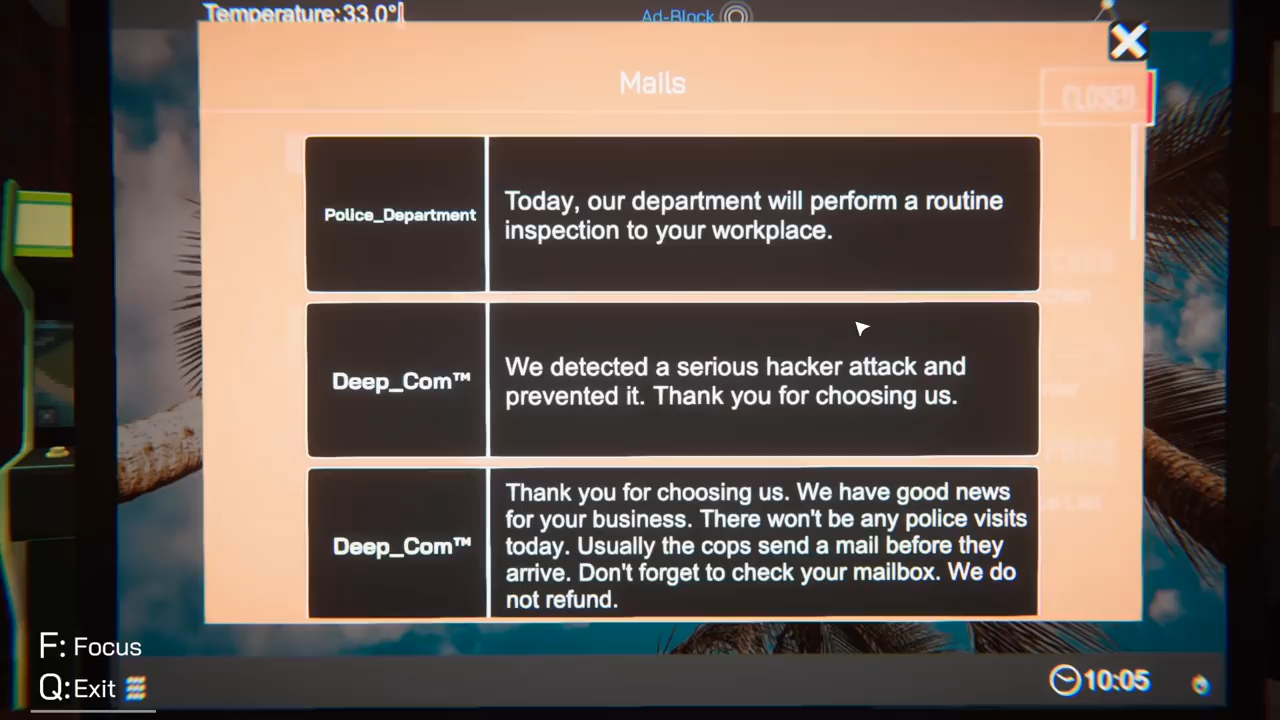 Temperature:33.0°
Ad-Block
Mails
CLOSED
Police_Department
Today, our department will perform a routine
inspection to your workplace.
Deep_Com™
We detected a serious hacker attack and
prevented it. Thank you for choosing us.
Deep_Com™
Thank you for choosing us. We have good news
for your business. There won't be any police visits
today. Usually the cops send a mail before they
arrive. Don't forget to check your mailbox. We do
not refund.
F: Focus
Q:Exit
10:05